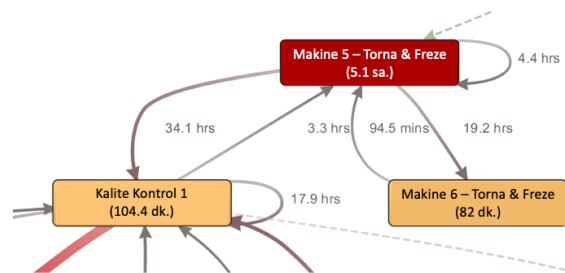 Makine 5 – Torna & Freze
(5.1 sa.)
4.4 hrs
34.1 hrs
3.3 hrs
94.5 mins
19.2 hrs
Kalite Kontrol 1
(104.4 dk.)
17.9 hrs
Makine 6 – Torna & Freze
(82 dk.)